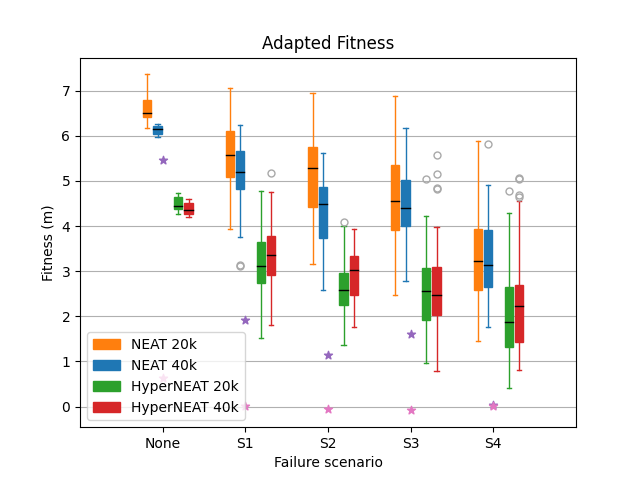 Adapted Fitness
Fitness (m)
7
6
5
4
3
2
1
0
NEAT 20k
NEAT 40k
HyperNEAT 20k
HyperNEAT 40k
None S1 S2 S3 S4
Failure scenario